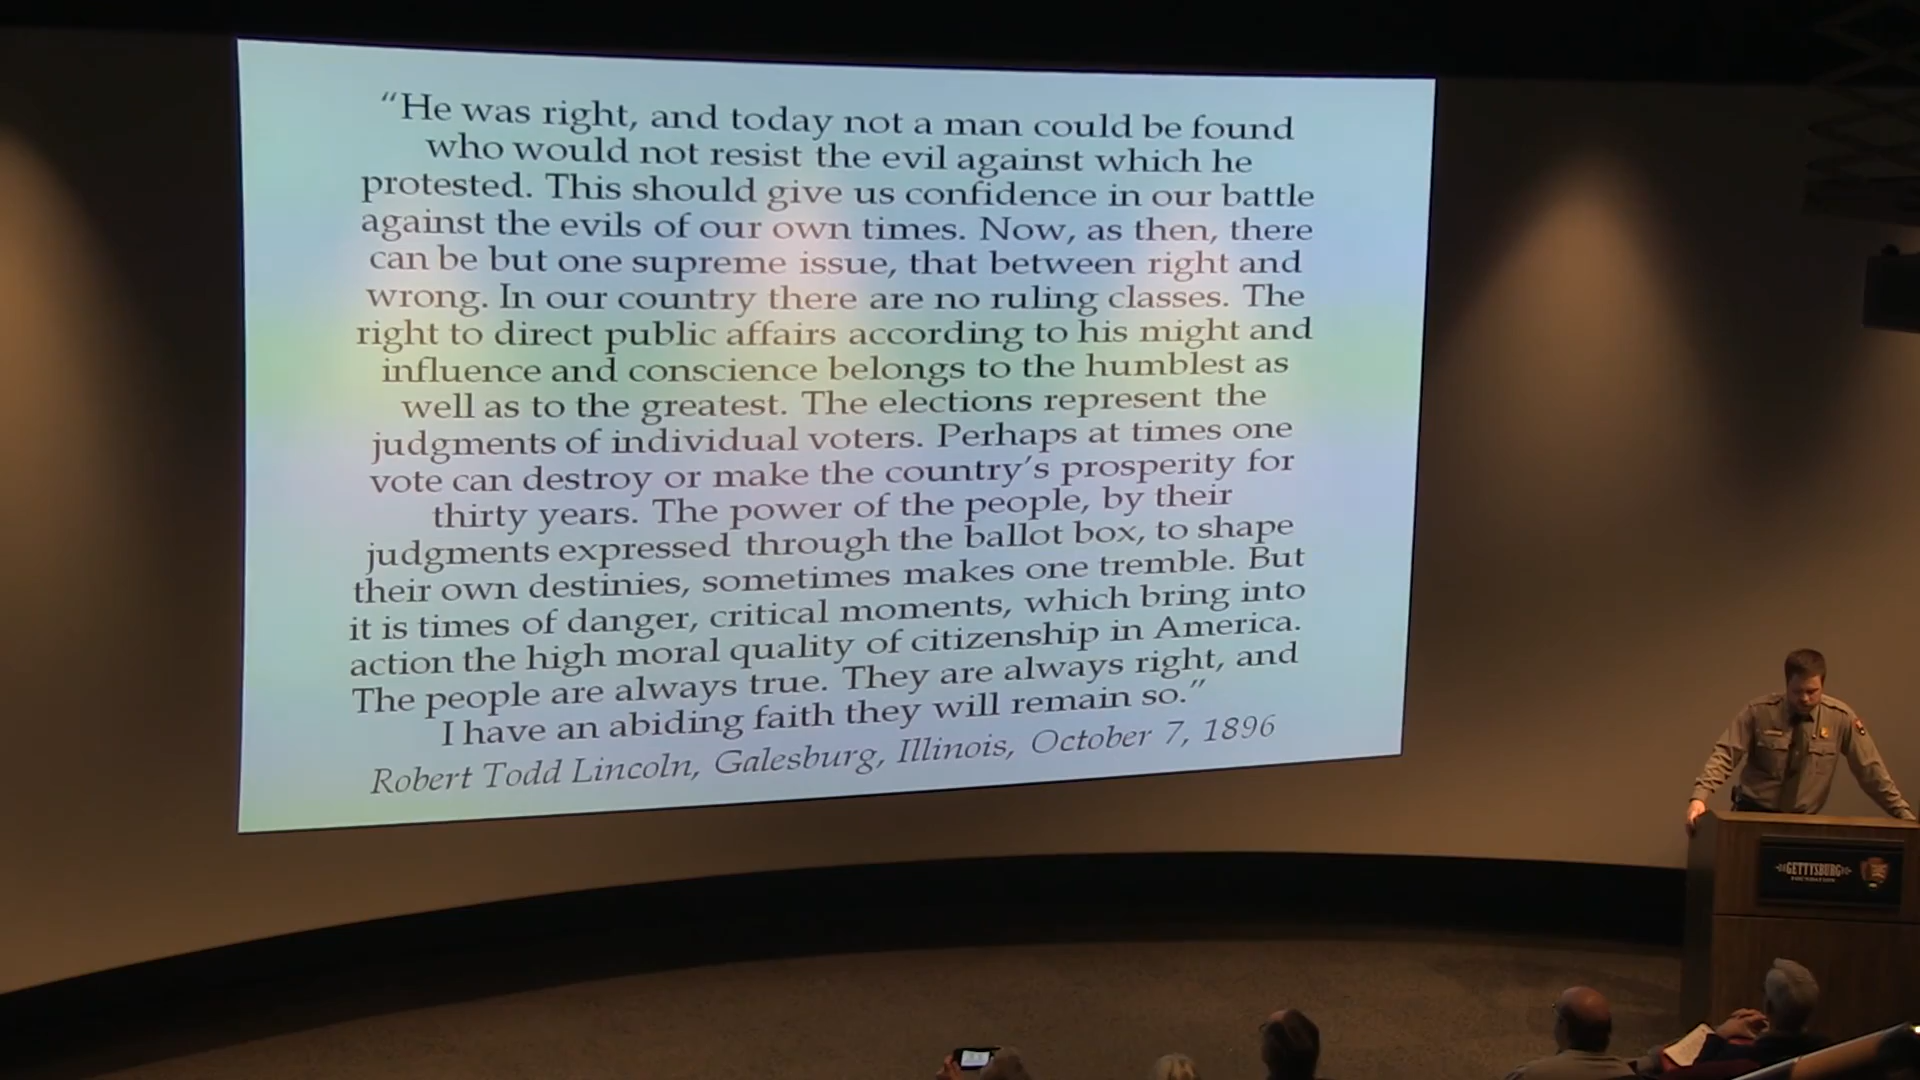 “He was right, and today not a man could be found
who would not resist the evil against which he
protested. This should give us confidence in our battle
against the evils of our own times. Now, as then, there
can be but one supreme issue, that between right and
wrong. In our country there are no ruling classes. The
right to direct public affairs according to his might and
influence and conscience belongs to the humblest as
well as to the greatest. The elections represent the
judgments of individual voters. Perhaps at times one
vote can destroy or make the country’s prosperity for
thirty years. The power of the people, by their
judgments expressed through the ballot box, to shape
their own destinies, sometimes makes one tremble. But
it is times of danger, critical moments, which bring into
action the high moral quality of citizenship in America.
The people are always true. They are always right, and
I have an abiding faith they will remain so.”
Robert Todd Lincoln, Galesburg, Illinois, October 7, 1896
GETTYSBURG
FOUNDATION